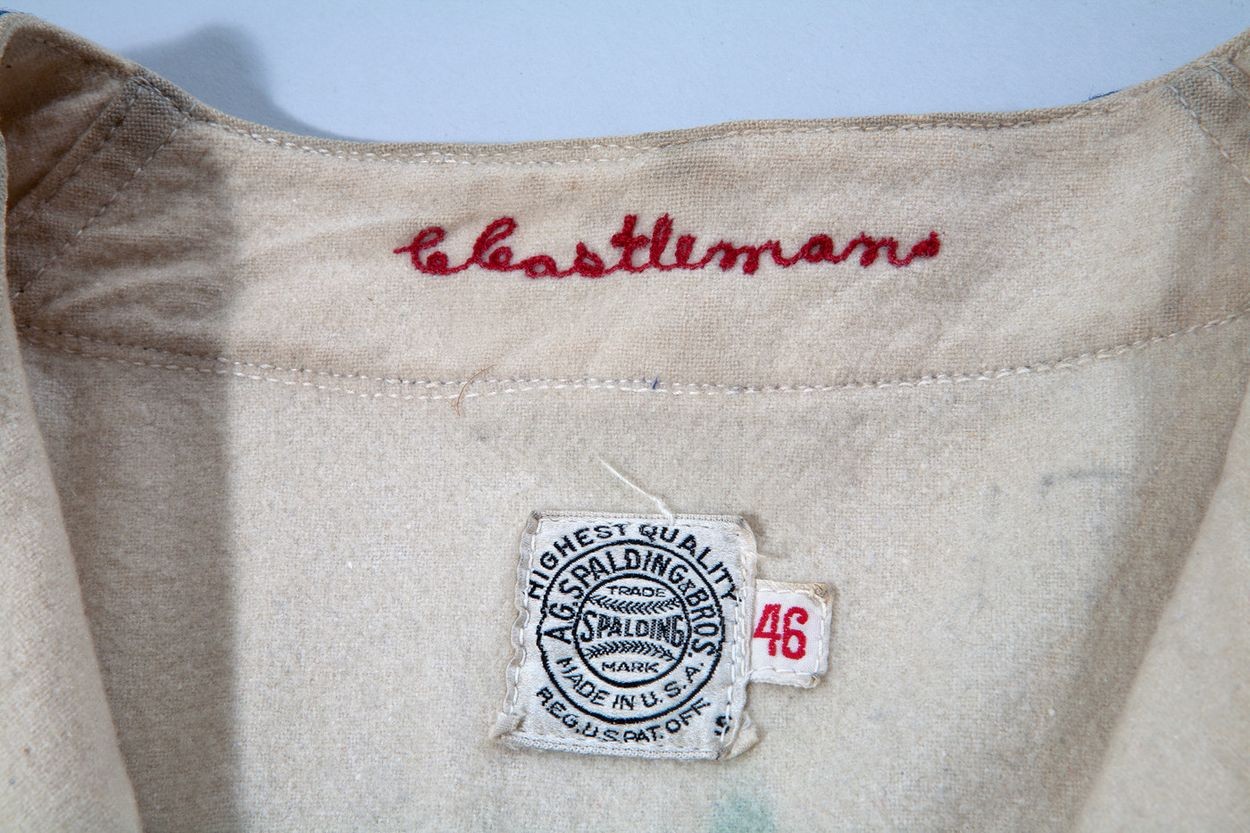 C Castleman.
HIGHEST QUALITY
A.G. SPALDING & BROS.
TRADE
SPALDING
MARK
MADE IN U.S.A.
REG. U.S. PAT. OFF.
46